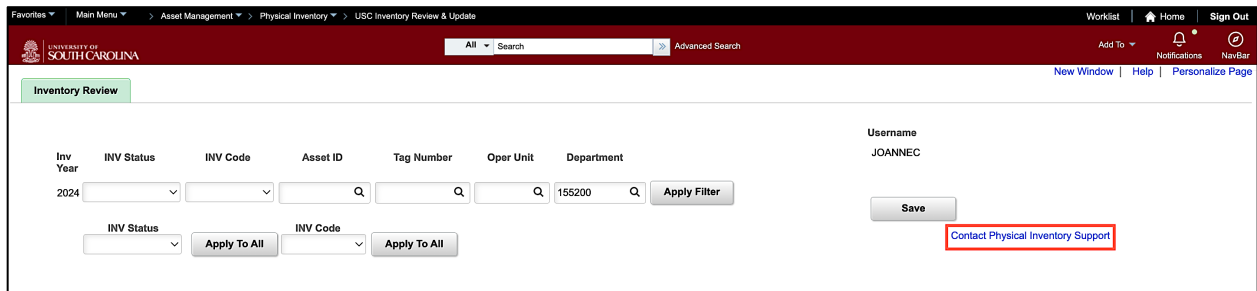 Favorites Main Menu > Asset Management > Physical Inventory > USC Inventory Review & Update Worklist Home Sign Out
UNIVERSITY OF
SOUTH CAROLINA
All Search » Advanced Search Add To Notifications NavBar
New Window | Help | Personalize Page
Inventory Review
Username
JOANNEC
Inv Year INV Status INV Code Asset ID Tag Number Oper Unit Department
2024 155200 Apply Filter
Save
INV Status INV Code
Apply To All Apply To All
Contact Physical Inventory Support